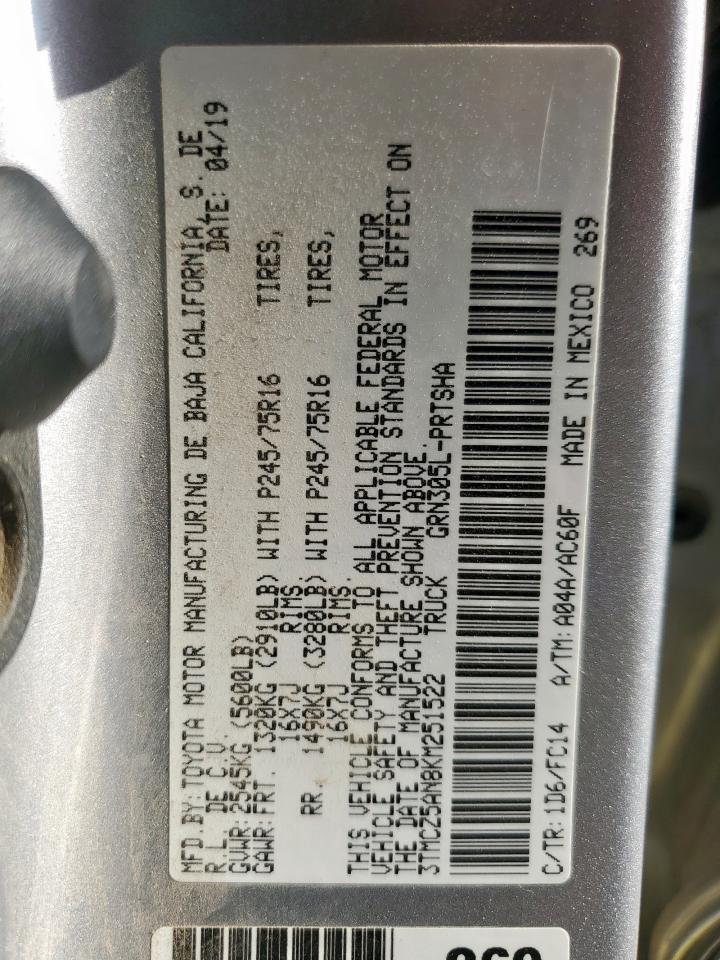 MFD.BY:TOYOTA MOTOR MANUFACTURING DE BAJA CALIFORNIA, S. DE
R.L. DE C.V. DATE: 04/19
GVWR:2545KG (5600LB)
GAWR:FRT. 1320KG (2910LB) WITH P245/75R16 TIRES,
16X7J RIMS.
RR. 1490KG (3280LB) WITH P245/75R16 TIRES,
16X7J RIMS.
THIS VEHICLE CONFORMS TO ALL APPLICABLE FEDERAL MOTOR
VEHICLE SAFETY AND THEFT PREVENTION STANDARDS IN EFFECT ON
THE DATE OF MANUFACTURE SHOWN ABOVE.
3TMCZ5AN8KM251522 TRUCK GRN305L-PRTSHA
C/TR:1D6/FC14 A/TM:A04A/AC60F MADE IN MEXICO 269